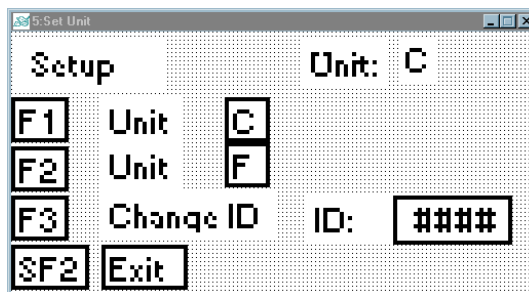 5:Set Unit
Setup Unit: C
F1 Unit C
F2 Unit F
F3 Change ID ID: ####
SF2 Exit